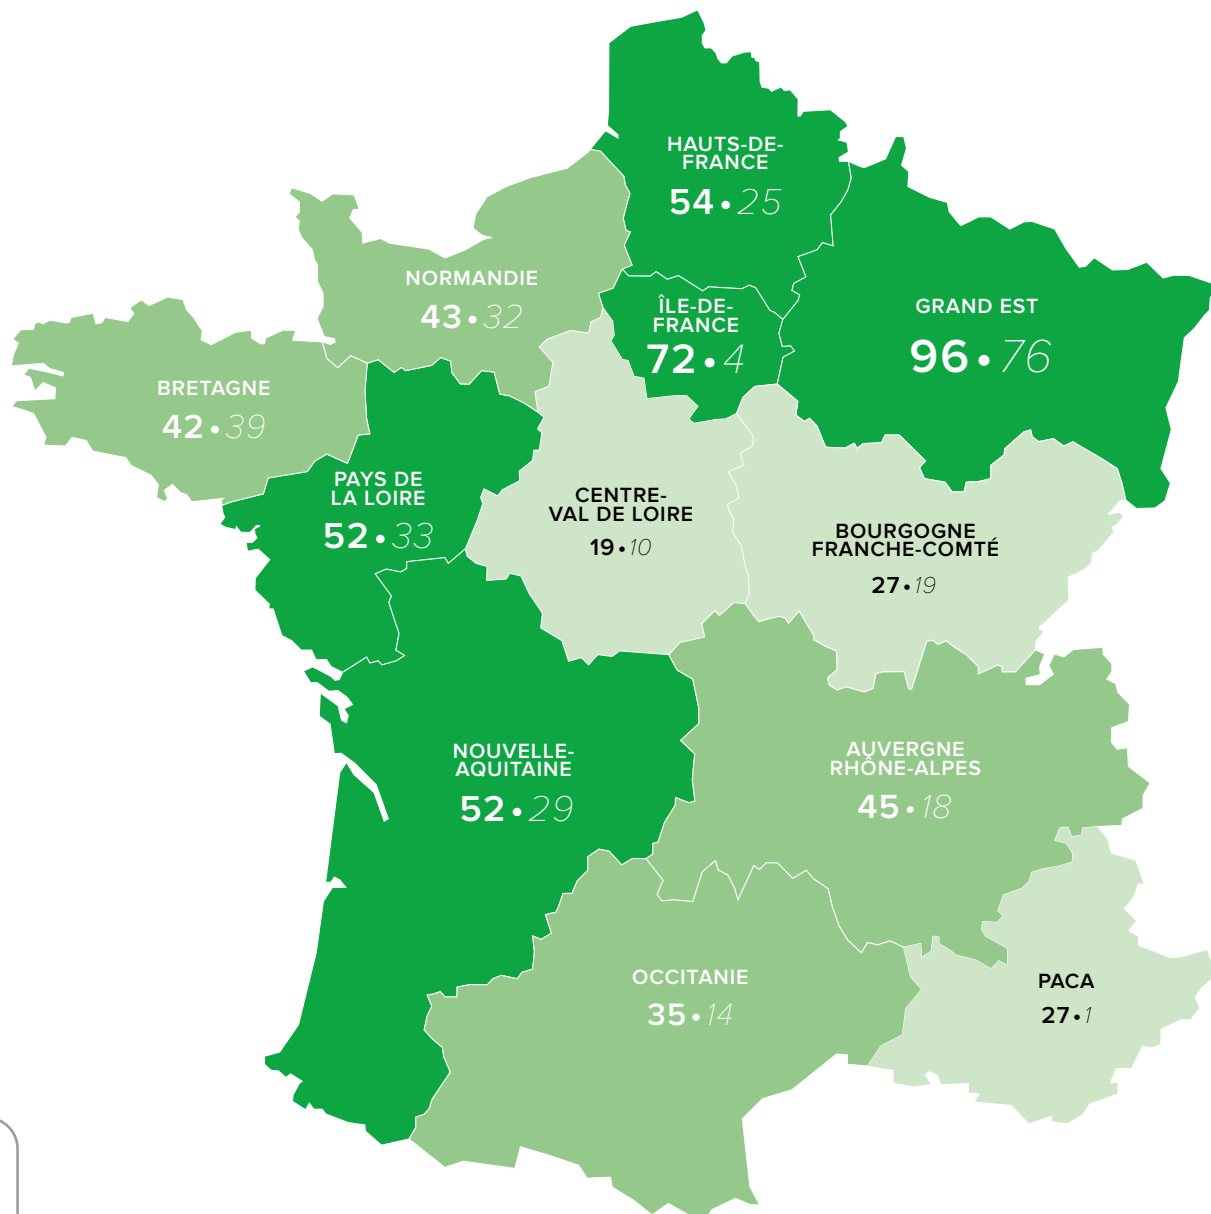 HAUTS-DE-
FRANCE
54•25
NORMANDIE
43•32
ÎLE-DE-
FRANCE
72•4
GRAND EST
96•76
BRETAGNE
42•39
PAYS DE
LA LOIRE
52•33
CENTRE-
VAL DE LOIRE
19•10
BOURGOGNE
FRANCHE-COMTÉ
27•19
NOUVELLE-
AQUITAINE
52•29
AUVERGNE
RHÔNE-ALPES
45•18
OCCITANIE
35•14
PACA
27•1